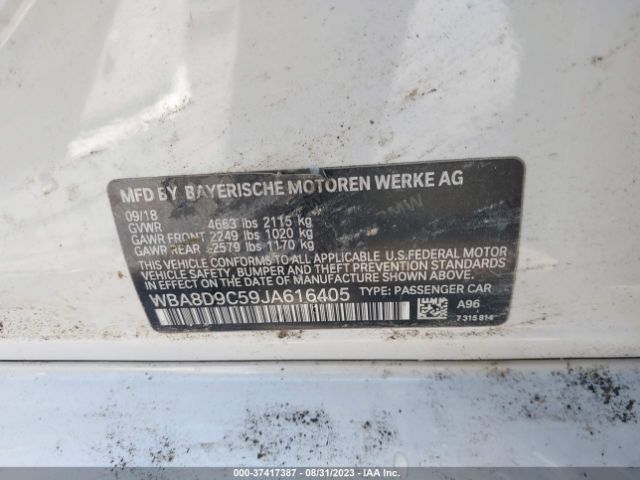 MFD BY BAYERISCHE MOTOREN WERKE AG
09/18
GVWR 4663 lbs 2115 kg
GAWR FRONT 2249 lbs 1020 kg
GAWR REAR 2579 lbs 1170 kg
THIS VEHICLE CONFORMS TO ALL APPLICABLE U.S.FEDERAL MOTOR
VEHICLE SAFETY, BUMPER, AND THEFT PREVENTION STANDARDS
IN EFFECT ON THE DATE OF MANUFACTURE SHOWN ABOVE.
WBA8D9C59JA616405 TYPE: PASSENGER CAR
A96
7 315 814
000-37417387 - 08/31/2023 - IAA Inc.